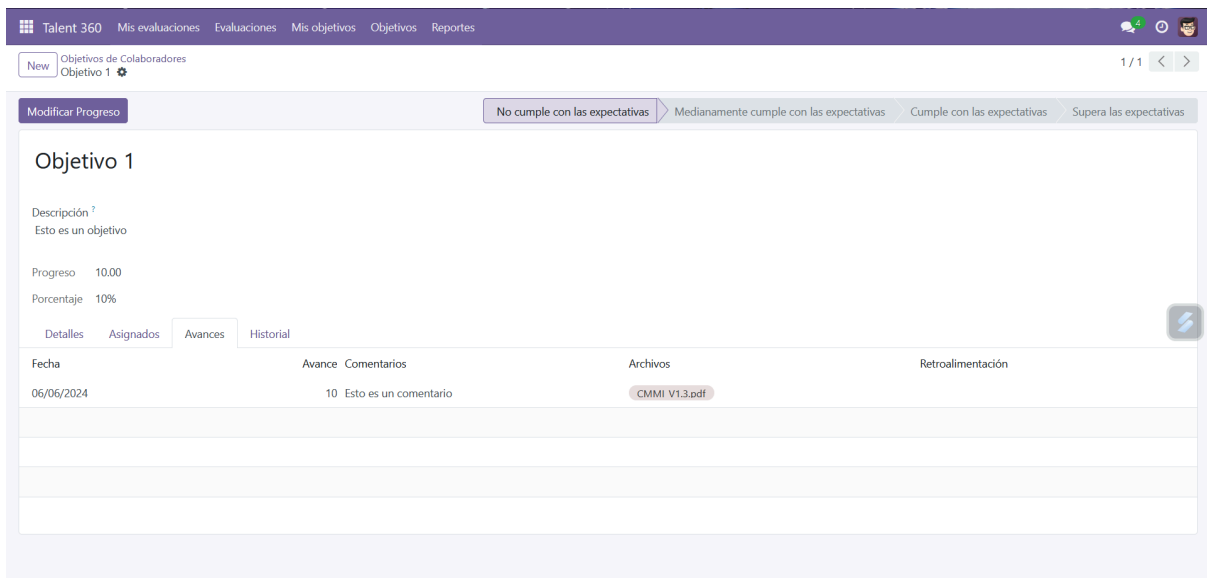 Talent 360 Mis evaluaciones Evaluaciones Mis objetivos Objetivos Reportes 4
New Objetivos de Colaboradores
Objetivo 1
1 / 1
Modificar Progreso No cumple con las expectativas Medianamente cumple con las expectativas Cumple con las expectativas Supera las expectativas
Objetivo 1
Descripción ?
Esto es un objetivo
Progreso 10.00
Porcentaje 10%
Detalles Asignados Avances Historial
Fecha Avance Comentarios Archivos Retroalimentación
06/06/2024 10 Esto es un comentario CMMI V1.3.pdf